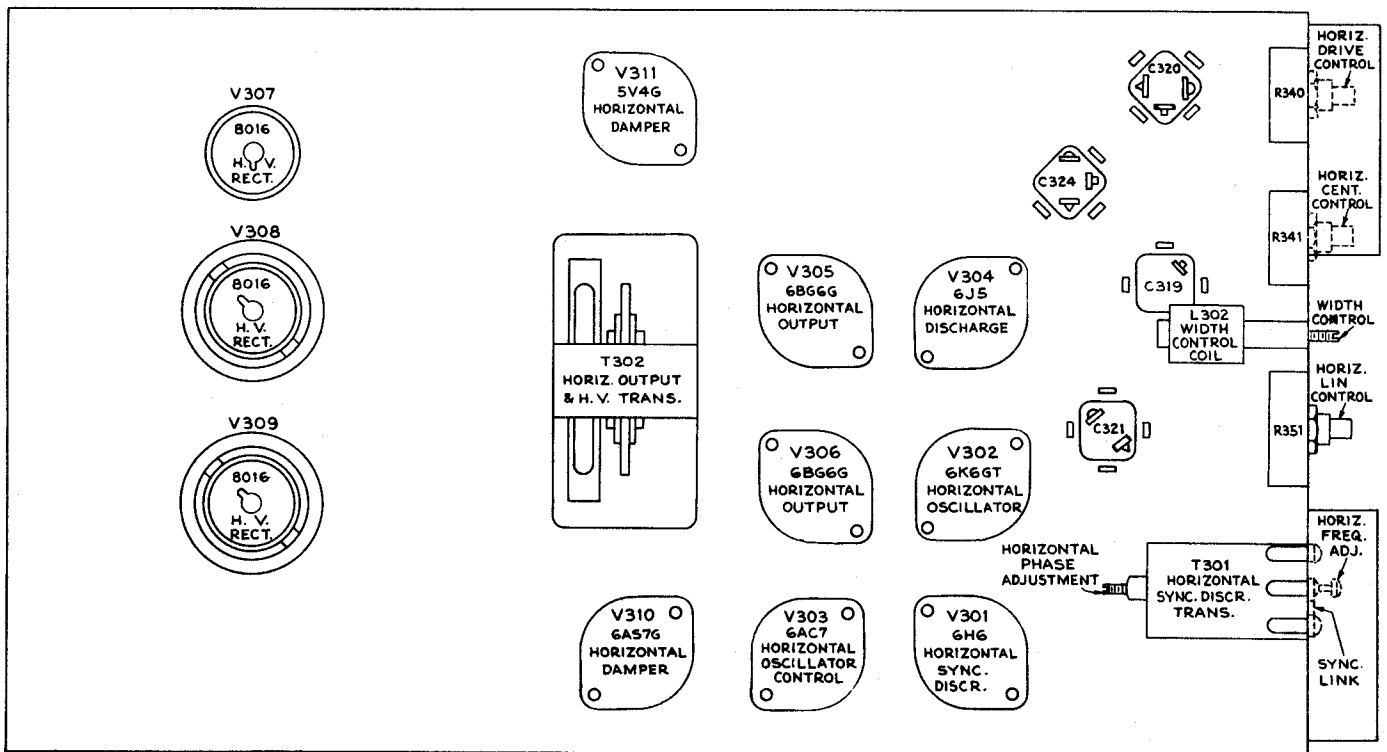 V307
8016
H. V.
RECT.
V308
8016
H. V.
RECT.
V309
8016
H. V.
RECT.
V311
5V4G
HORIZONTAL
DAMPER
T302
HORIZ. OUTPUT
& H. V. TRANS.
V305
6BG6G
HORIZONTAL
OUTPUT
V304
6J5
HORIZONTAL
DISCHARGE
V306
6BG6G
HORIZONTAL
OUTPUT
V302
6K6GT
HORIZONTAL
OSCILLATOR
V310
6AS7G
HORIZONTAL
DAMPER
V303
6AC7
HORIZONTAL
OSCILLATOR
CONTROL
V301
6H6
HORIZONTAL
SYNC.
DISCR.
C320
C324
C319
L302
WIDTH
CONTROL
COIL
C321
HORIZONTAL
PHASE
ADJUSTMENT
T301
HORIZONTAL
SYNC. DISCR.
TRANS.
R340
HORIZ.
DRIVE
CONTROL
R341
HORIZ.
CENT.
CONTROL
WIDTH
CONTROL
R351
HORIZ.
LIN
CONTROL
HORIZ.
FREQ.
ADJ.
SYNC.
LINK